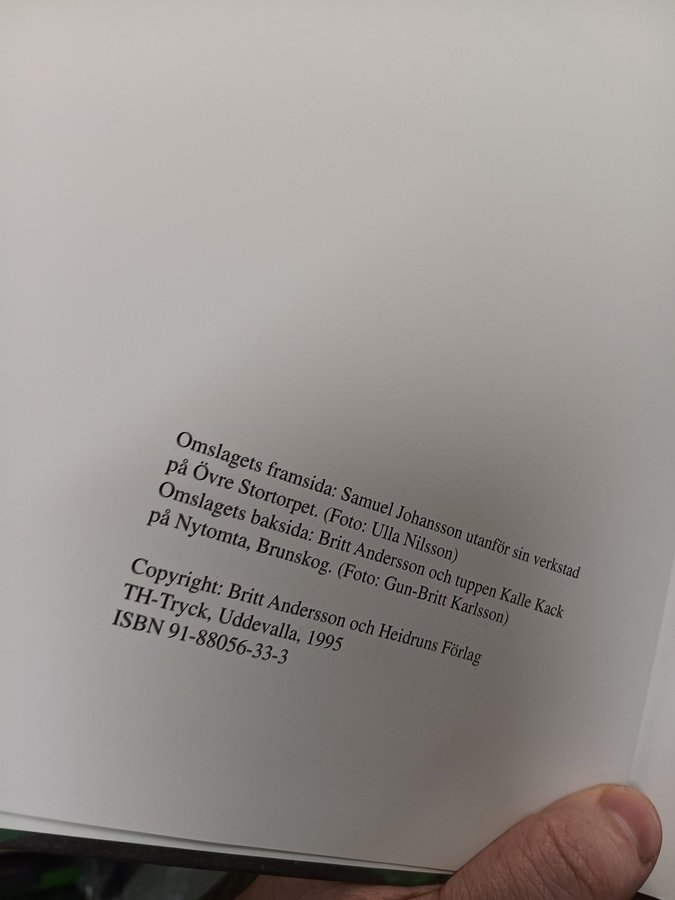 Omslagets framsida: Samuel Johansson utanför sin verkstad
på Övre Stortorpet. (Foto: Ulla Nilsson)
Omslagets baksida: Britt Andersson och tuppen Kalle Kack
på Nytomta, Brunskog. (Foto: Gun-Britt Karlsson)
Copyright: Britt Andersson och Heidruns Förlag
TH-Tryck, Uddevalla, 1995
ISBN 91-88056-33-3